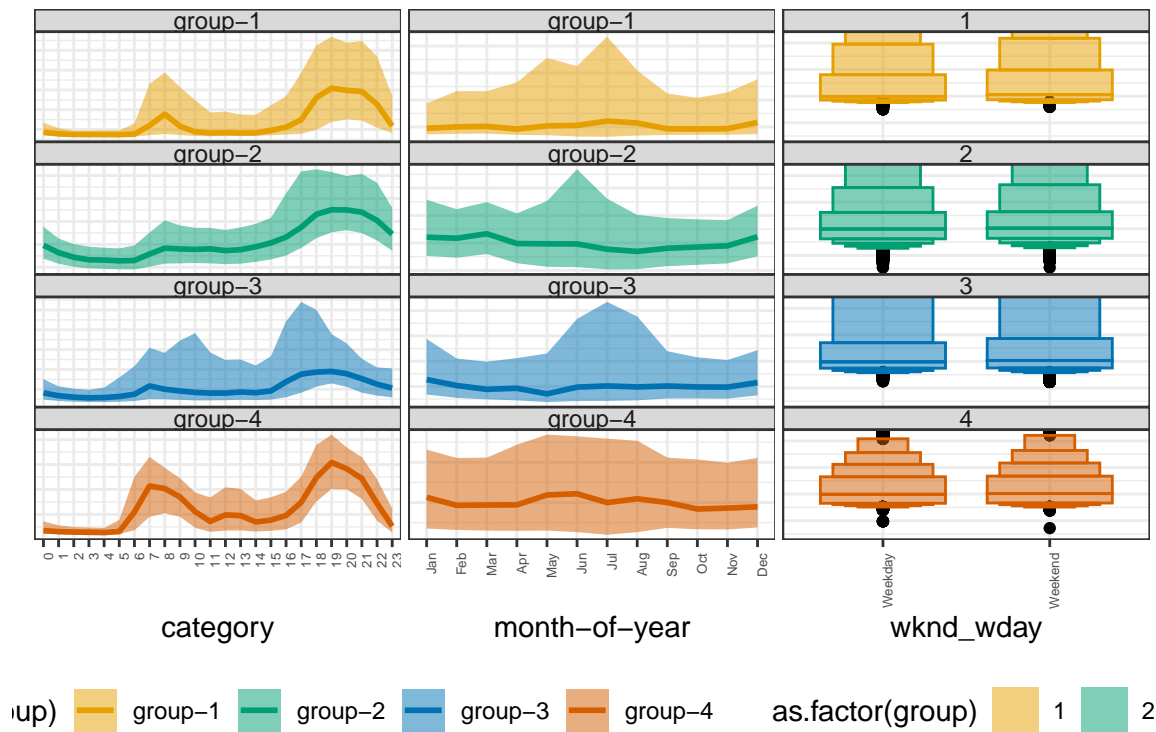 group−1 group−1 1
group−2 group−2 2
group−3 group−3 3
group−4 group−4 4
0 1 2 3 4 5 6 7 8 9 10 11 12 13 14 15 16 17 18 19 20 21 22 23
Jan Feb Mar Apr May Jun Jul Aug Sep Oct Nov Dec
Weekday Weekend
category month−of−year wknd_wday
up) group−1 group−2 group−3 group−4 as.factor(group) 1 2